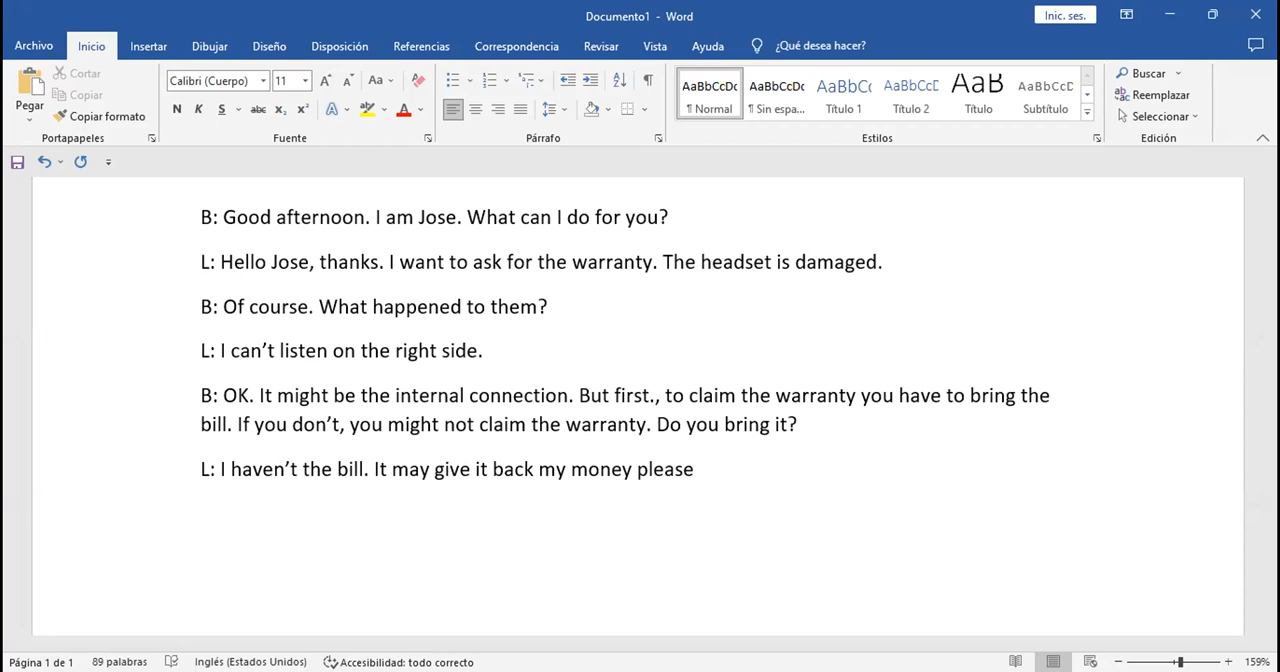 Documento1 - Word
Inic. ses.
Archivo Inicio Insertar Dibujar Diseño Disposición Referencias Correspondencia Revisar Vista Ayuda ¿Qué desea hacer?
Pegar
Cortar
Copiar
Copiar formato
Portapapeles
Calibri (Cuerpo) 11
Aa
N K S abc x₂ x² A A
Fuente
Párrafo
AaBbCcDc AaBbCcDc AaBbCc AaBbCcD AaB AaBbCcD
¶ Normal ¶ Sin espa... Título 1 Título 2 Título Subtítulo
Estilos
Buscar
Reemplazar
Seleccionar
Edición
B: Good afternoon. I am Jose. What can I do for you?
L: Hello Jose, thanks. I want to ask for the warranty. The headset is damaged.
B: Of course. What happened to them?
L: I can’t listen on the right side.
B: OK. It might be the internal connection. But first., to claim the warranty you have to bring the
bill. If you don’t, you might not claim the warranty. Do you bring it?
L: I haven’t the bill. It may give it back my money please
Página 1 de 1 89 palabras Inglés (Estados Unidos) Accesibilidad: todo correcto 159%